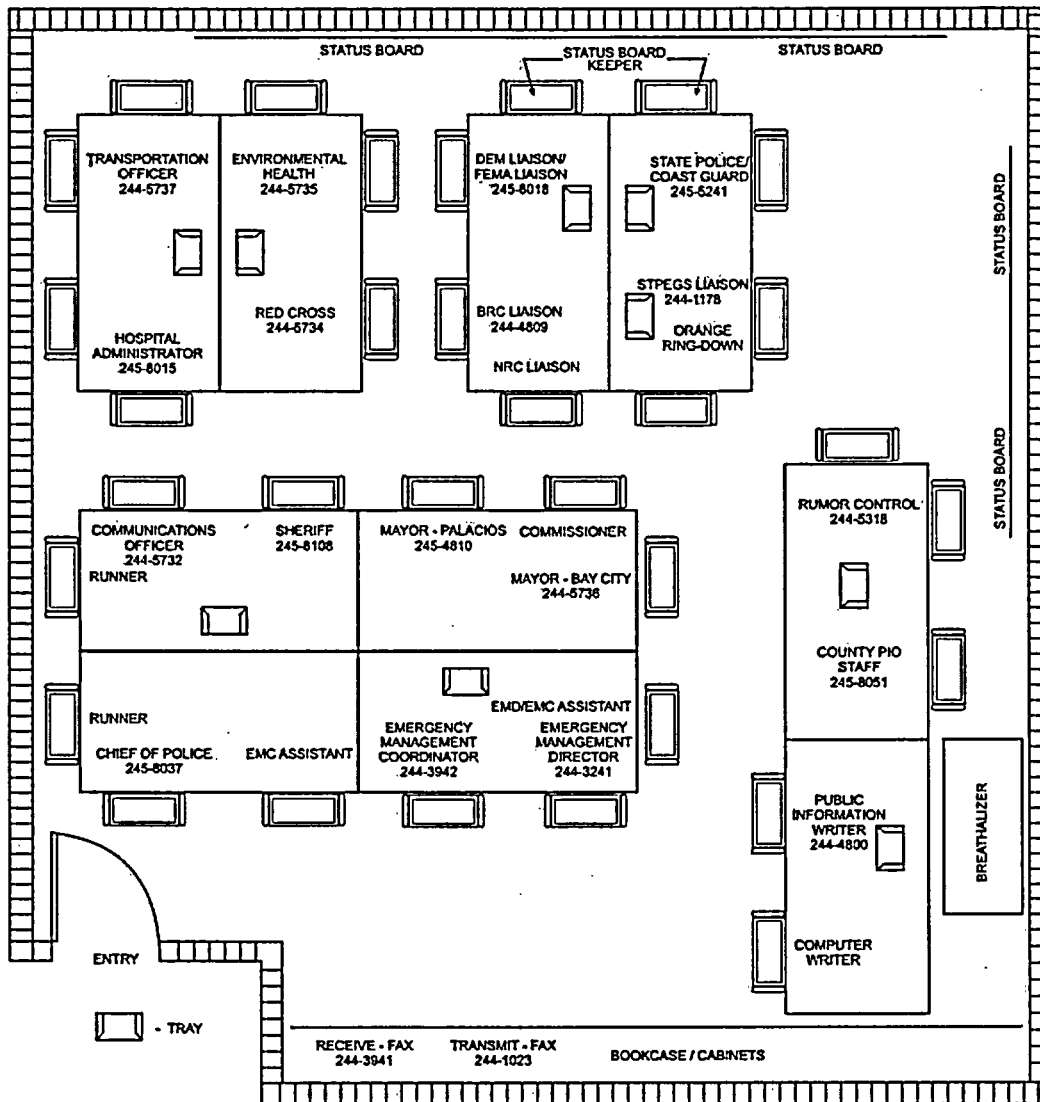 STATUS BOARD
STATUS BOARD
KEEPER
STATUS BOARD
TRANSPORTATION
OFFICER
244-5737
ENVIRONMENTAL
HEALTH
244-5735
DEM LIAISON/
FEMA LIAISON
245-8018
STATE POLICE/
COAST GUARD
245-5241
STATUS BOARD
HOSPITAL
ADMINISTRATOR
245-8015
RED CROSS
244-5734
BRC LIAISON
244-4809
NRC LIAISON
STPEGS LIAISON
244-1178
ORANGE
RING-DOWN
STATUS BOARD
COMMUNICATIONS
OFFICER
244-5732
RUNNER
SHERIFF
245-8108
MAYOR - PALACIOS
245-4810
COMMISSIONER
MAYOR - BAY CITY
244-5736
RUMOR CONTROL
244-5318
COUNTY PIO
STAFF
245-8051
RUNNER
CHIEF OF POLICE
245-8037
EMC ASSISTANT
EMD/EMC ASSISTANT
EMERGENCY
MANAGEMENT
COORDINATOR
244-3942
EMERGENCY
MANAGEMENT
DIRECTOR
244-3241
PUBLIC
INFORMATION
WRITER
244-4800
BREATHALIZER
COMPUTER
WRITER
ENTRY
- TRAY
RECEIVE - FAX
244-3941
TRANSMIT - FAX
244-1023
BOOKCASE / CABINETS